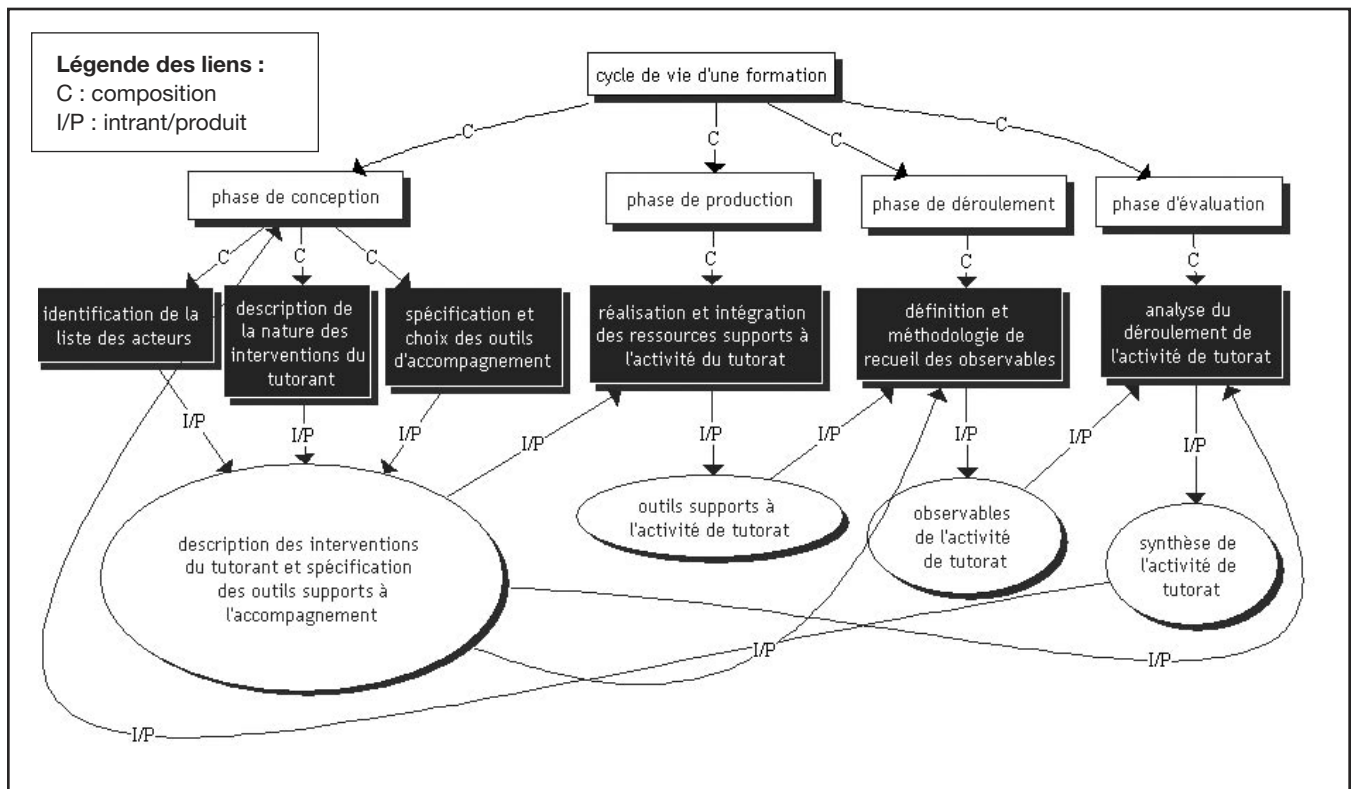 Légende des liens :
C : composition
I/P : intrant/produit
cycle de vie d'une formation
C
C
C
C
phase de conception
phase de production
phase de déroulement
phase d'évaluation
C
C
C
C
C
C
identification de la
liste des acteurs
description de
la nature des
interventions du
tutorant
spécification et
choix des outils
d'accompagnement
réalisation et intégration
des ressources supports à
l'activité du tutorat
définition et
méthodologie de
recueil des observables
analyse du
déroulement de
l'activité de tutorat
I/P
I/P
I/P
I/P
I/P
I/P
I/P
I/P
I/P
description des interventions
du tutorant et spécification
des outils supports à
l'accompagnement
outils supports à
l'activité de tutorat
observables
de l'activité
de tutorat
synthèse de
l'activité de
tutorat
I/P
I/P
I/P